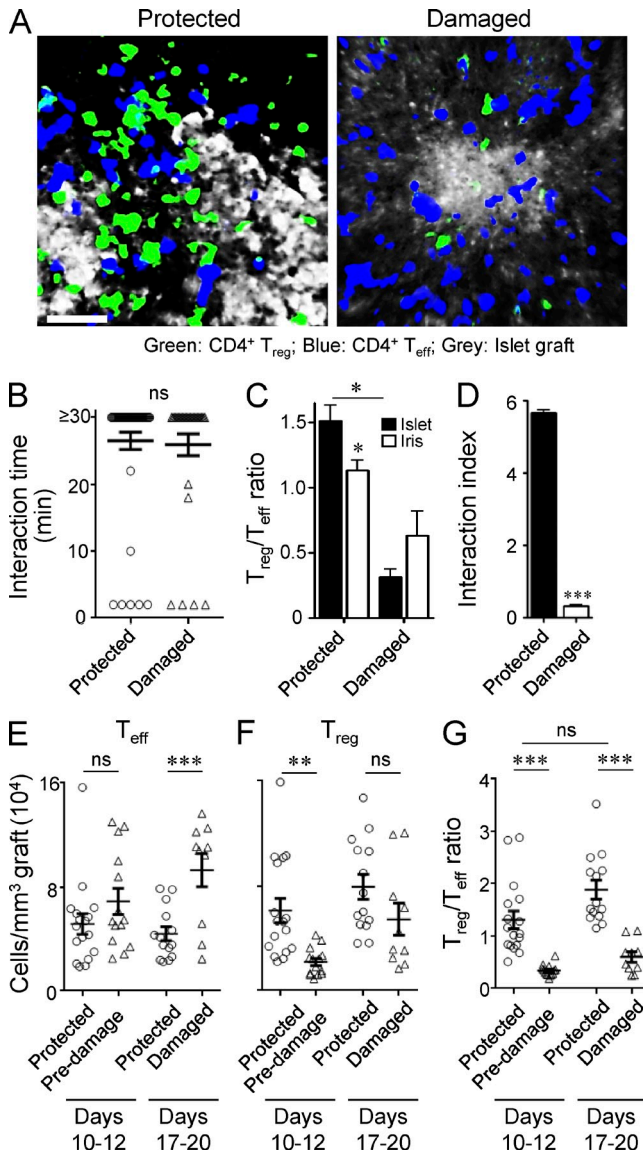 A
Protected
Damaged
Green: CD4⁺ Treg; Blue: CD4⁺ Teff; Grey: Islet graft
B
ns
≥30
20
10
0
Interaction time
(min)
Protected
Damaged
C
*
*
Islet
Iris
1.5
1.0
0.5
0
Treg/Teff ratio
Protected
Damaged
D
6
4
2
0
Interaction index
***
Protected
Damaged
E
Teff
ns
***
16
8
0
Cells/mm³ graft (10⁴)
Protected
Pre-damage
Protected
Damaged
Days
10-12
Days
17-20
F
Treg
**
ns
Protected
Pre-damage
Protected
Damaged
Days
10-12
Days
17-20
G
ns
***
***
4
3
2
1
0
Treg/Teff ratio
Protected
Pre-damage
Protected
Damaged
Days
10-12
Days
17-20